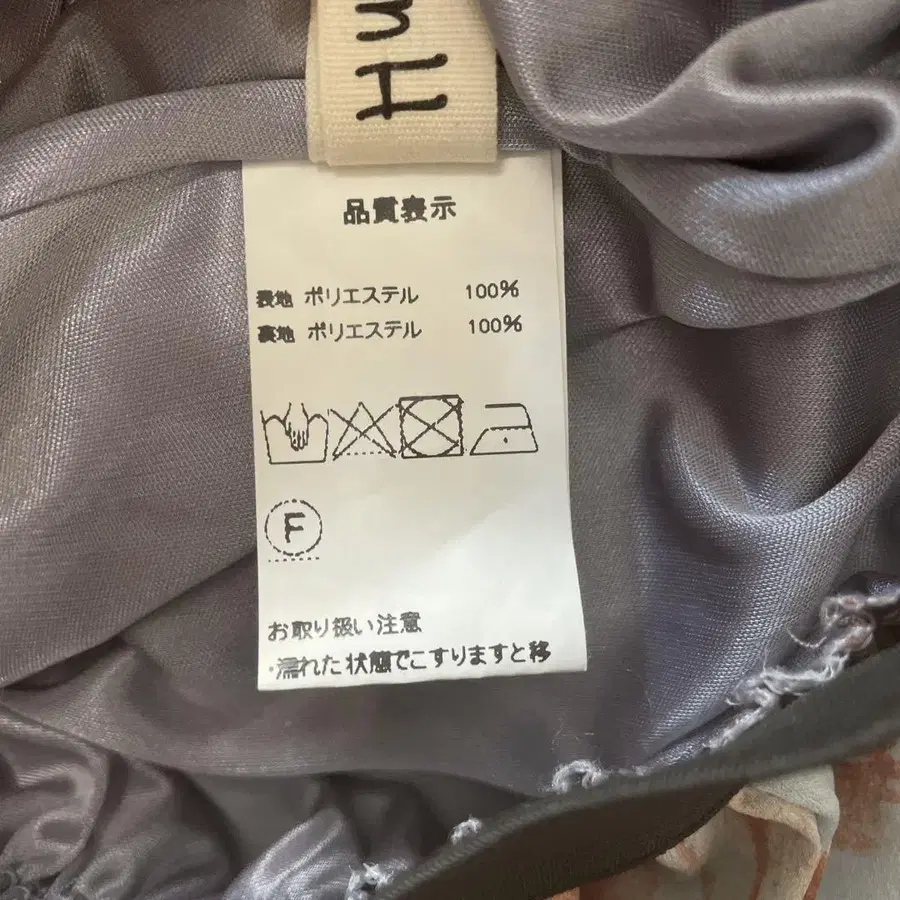 Hu
品質表示
表地 ポリエステル 100%
裏地 ポリエステル 100%
F
お取り扱い注意
・濡れた状態でこすりますと移